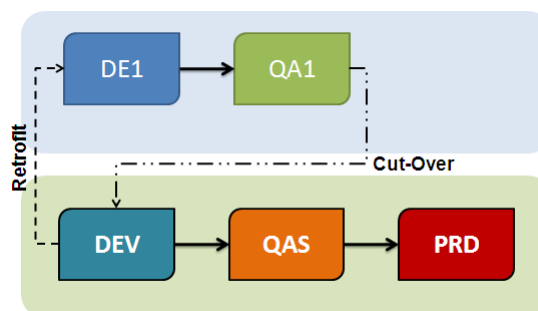 DE1
QA1
Retrofit
Cut-Over
DEV
QAS
PRD